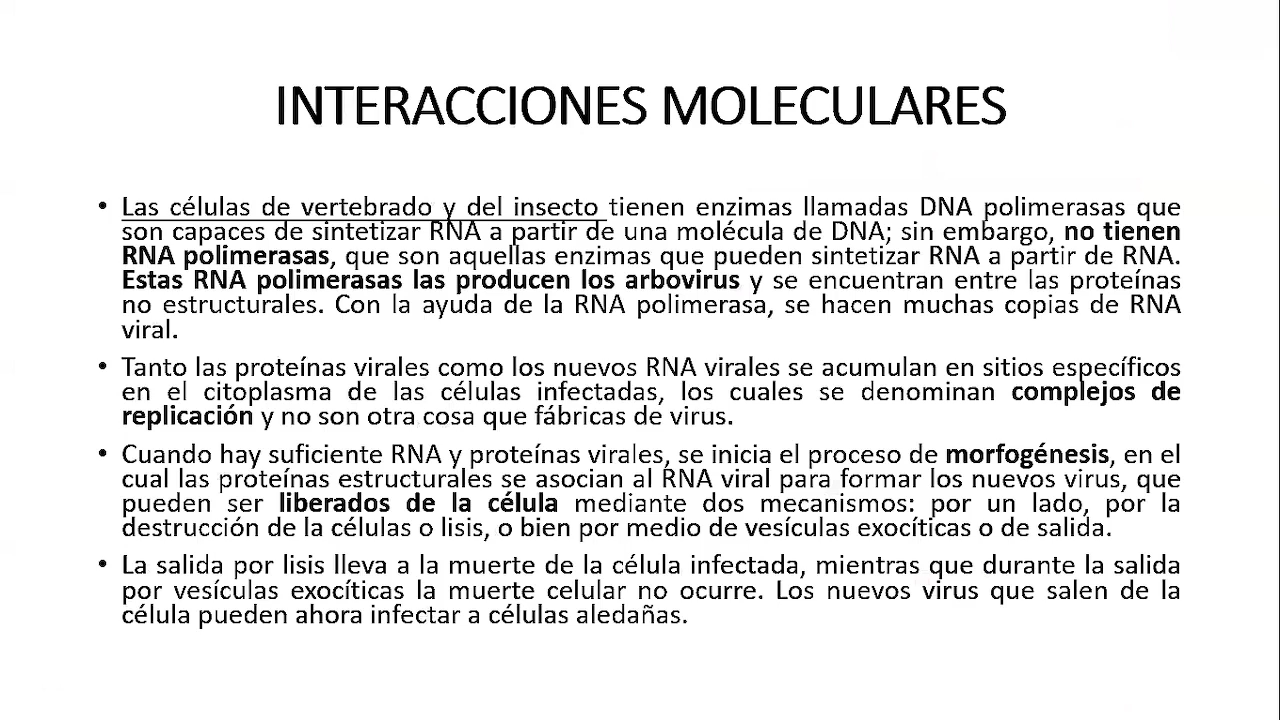 INTERACCIONES MOLECULARES
• Las células de vertebrado y del insecto tienen enzimas llamadas DNA polimerasas que
son capaces de sintetizar RNA a partir de una molécula de DNA; sin embargo, no tienen
RNA polimerasas, que son aquellas enzimas que pueden sintetizar RNA a partir de RNA.
Estas RNA polimerasas las producen los arbovirus y se encuentran entre las proteínas
no estructurales. Con la ayuda de la RNA polimerasa, se hacen muchas copias de RNA
viral.
• Tanto las proteínas virales como los nuevos RNA virales se acumulan en sitios específicos
en el citoplasma de las células infectadas, los cuales se denominan complejos de
replicación y no son otra cosa que fábricas de virus.
• Cuando hay suficiente RNA y proteínas virales, se inicia el proceso de morfogénesis, en el
cual las proteínas estructurales se asocian al RNA viral para formar los nuevos virus, que
pueden ser liberados de la célula mediante dos mecanismos: por un lado, por la
destrucción de la células o lisis, o bien por medio de vesículas exocíticas o de salida.
• La salida por lisis lleva a la muerte de la célula infectada, mientras que durante la salida
por vesículas exocíticas la muerte celular no ocurre. Los nuevos virus que salen de la
célula pueden ahora infectar a células aledañas.